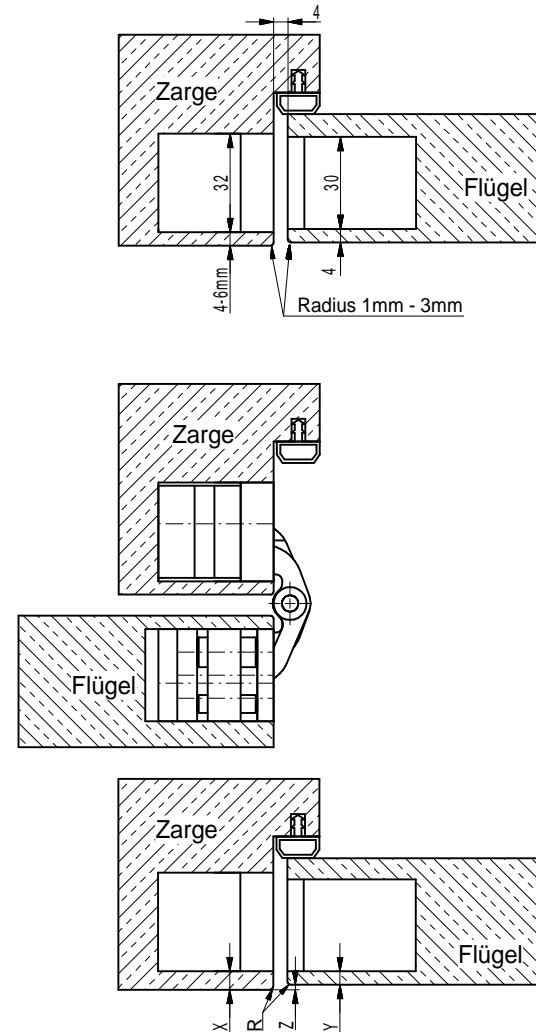 4
Zarge
Flügel
32
30
4-6mm
4
Radius 1mm - 3mm
Zarge
Flügel
Zarge
Flügel
X
R
Z
Y